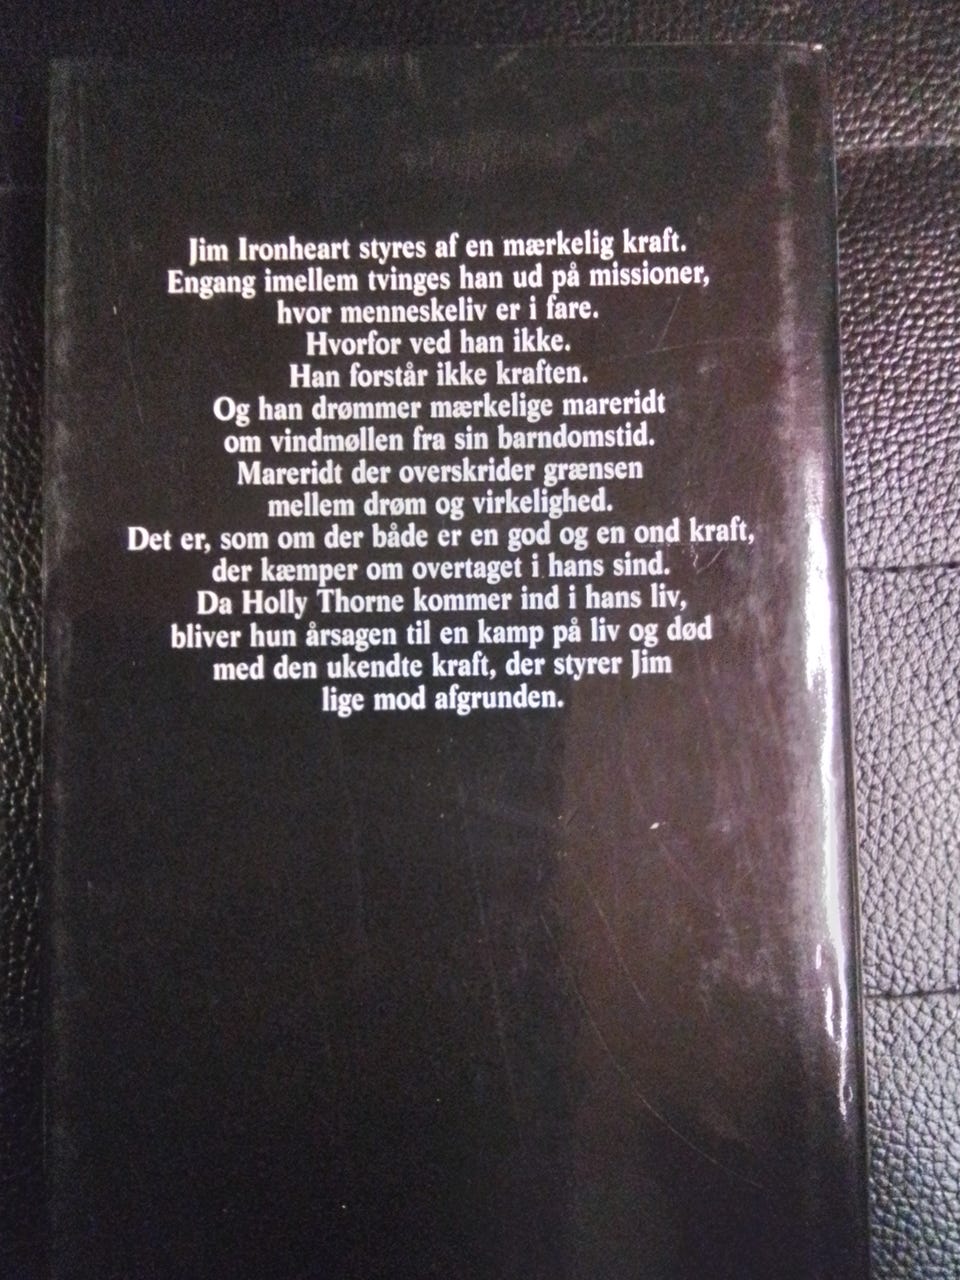 Jim Ironheart styres af en mærkelig kraft.
Engang imellem tvinges han ud på missioner,
hvor menneskeliv er i fare.
Hvorfor ved han ikke.
Han forstår ikke kraften.
Og han drømmer mærkelige mareridt
om vindmøllen fra sin barndomstid.
Mareridt der overskrider grænsen
mellem drøm og virkelighed.
Det er, som om der både er en god og en ond kraft,
der kæmper om overtaget i hans sind.
Da Holly Thorne kommer ind i hans liv,
bliver hun årsagen til en kamp på liv og død
med den ukendte kraft, der styrer Jim
lige mod afgrunden.